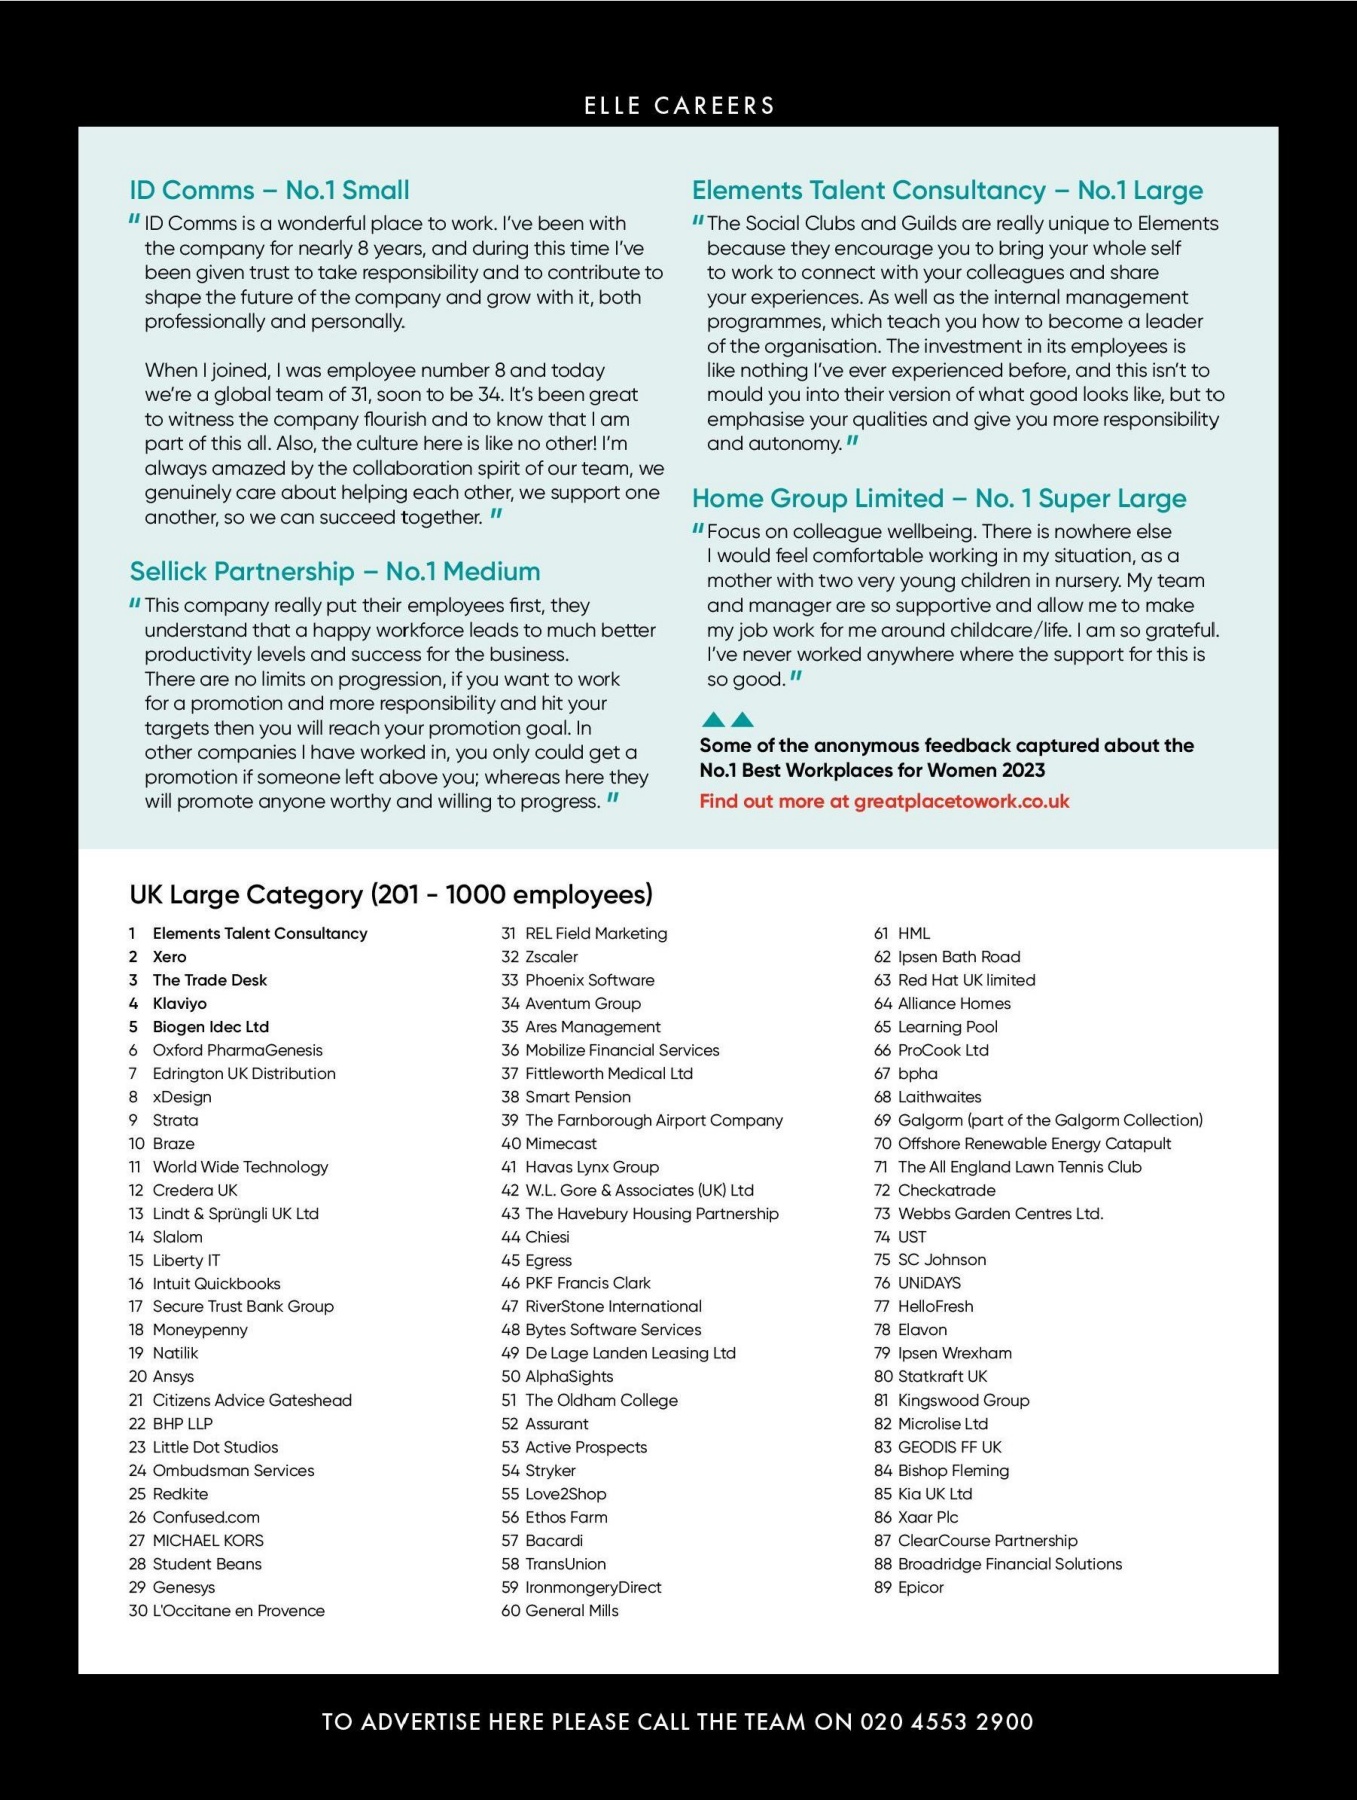 ELLE CAREERS
ID Comms – No.1 Small
" ID Comms is a wonderful place to work. I've been with
the company for nearly 8 years, and during this time I've
been given trust to take responsibility and to contribute to
shape the future of the company and grow with it, both
professionally and personally.
When I joined, I was employee number 8 and today
we're a global team of 31, soon to be 34. It's been great
to witness the company flourish and to know that I am
part of this all. Also, the culture here is like no other! I'm
always amazed by the collaboration spirit of our team, we
genuinely care about helping each other, we support one
another, so we can succeed together. "
Sellick Partnership – No.1 Medium
" This company really put their employees first, they
understand that a happy workforce leads to much better
productivity levels and success for the business.
There are no limits on progression, if you want to work
for a promotion and more responsibility and hit your
targets then you will reach your promotion goal. In
other companies I have worked in, you only could get a
promotion if someone left above you; whereas here they
will promote anyone worthy and willing to progress. "
Elements Talent Consultancy – No.1 Large
" The Social Clubs and Guilds are really unique to Elements
because they encourage you to bring your whole self
to work to connect with your colleagues and share
your experiences. As well as the internal management
programmes, which teach you how to become a leader
of the organisation. The investment in its employees is
like nothing I've ever experienced before, and this isn't to
mould you into their version of what good looks like, but to
emphasise your qualities and give you more responsibility
and autonomy. "
Home Group Limited – No. 1 Super Large
" Focus on colleague wellbeing. There is nowhere else
I would feel comfortable working in my situation, as a
mother with two very young children in nursery. My team
and manager are so supportive and allow me to make
my job work for me around childcare/life. I am so grateful.
I've never worked anywhere where the support for this is
so good. "
Some of the anonymous feedback captured about the
No.1 Best Workplaces for Women 2023
Find out more at greatplacetowork.co.uk
UK Large Category (201 - 1000 employees)
1 Elements Talent Consultancy
2 Xero
3 The Trade Desk
4 Klaviyo
5 Biogen Idec Ltd
6 Oxford PharmaGenesis
7 Edrington UK Distribution
8 xDesign
9 Strata
10 Braze
11 World Wide Technology
12 Credera UK
13 Lindt & Sprüngli UK Ltd
14 Slalom
15 Liberty IT
16 Intuit Quickbooks
17 Secure Trust Bank Group
18 Moneypenny
19 Natilik
20 Ansys
21 Citizens Advice Gateshead
22 BHP LLP
23 Little Dot Studios
24 Ombudsman Services
25 Redkite
26 Confused.com
27 MICHAEL KORS
28 Student Beans
29 Genesys
30 L'Occitane en Provence
31 REL Field Marketing
32 Zscaler
33 Phoenix Software
34 Aventum Group
35 Ares Management
36 Mobilize Financial Services
37 Fittleworth Medical Ltd
38 Smart Pension
39 The Farnborough Airport Company
40 Mimecast
41 Havas Lynx Group
42 W.L. Gore & Associates (UK) Ltd
43 The Havebury Housing Partnership
44 Chiesi
45 Egress
46 PKF Francis Clark
47 RiverStone International
48 Bytes Software Services
49 De Lage Landen Leasing Ltd
50 AlphaSights
51 The Oldham College
52 Assurant
53 Active Prospects
54 Stryker
55 Love2Shop
56 Ethos Farm
57 Bacardi
58 TransUnion
59 IronmongeryDirect
60 General Mills
61 HML
62 Ipsen Bath Road
63 Red Hat UK limited
64 Alliance Homes
65 Learning Pool
66 ProCook Ltd
67 bpha
68 Laithwaites
69 Galgorm (part of the Galgorm Collection)
70 Offshore Renewable Energy Catapult
71 The All England Lawn Tennis Club
72 Checkatrade
73 Webbs Garden Centres Ltd.
74 UST
75 SC Johnson
76 UNiDAYS
77 HelloFresh
78 Elavon
79 Ipsen Wrexham
80 Statkraft UK
81 Kingswood Group
82 Microlise Ltd
83 GEODIS FF UK
84 Bishop Fleming
85 Kia UK Ltd
86 Xaar Plc
87 ClearCourse Partnership
88 Broadridge Financial Solutions
89 Epicor
TO ADVERTISE HERE PLEASE CALL THE TEAM ON 020 4553 2900